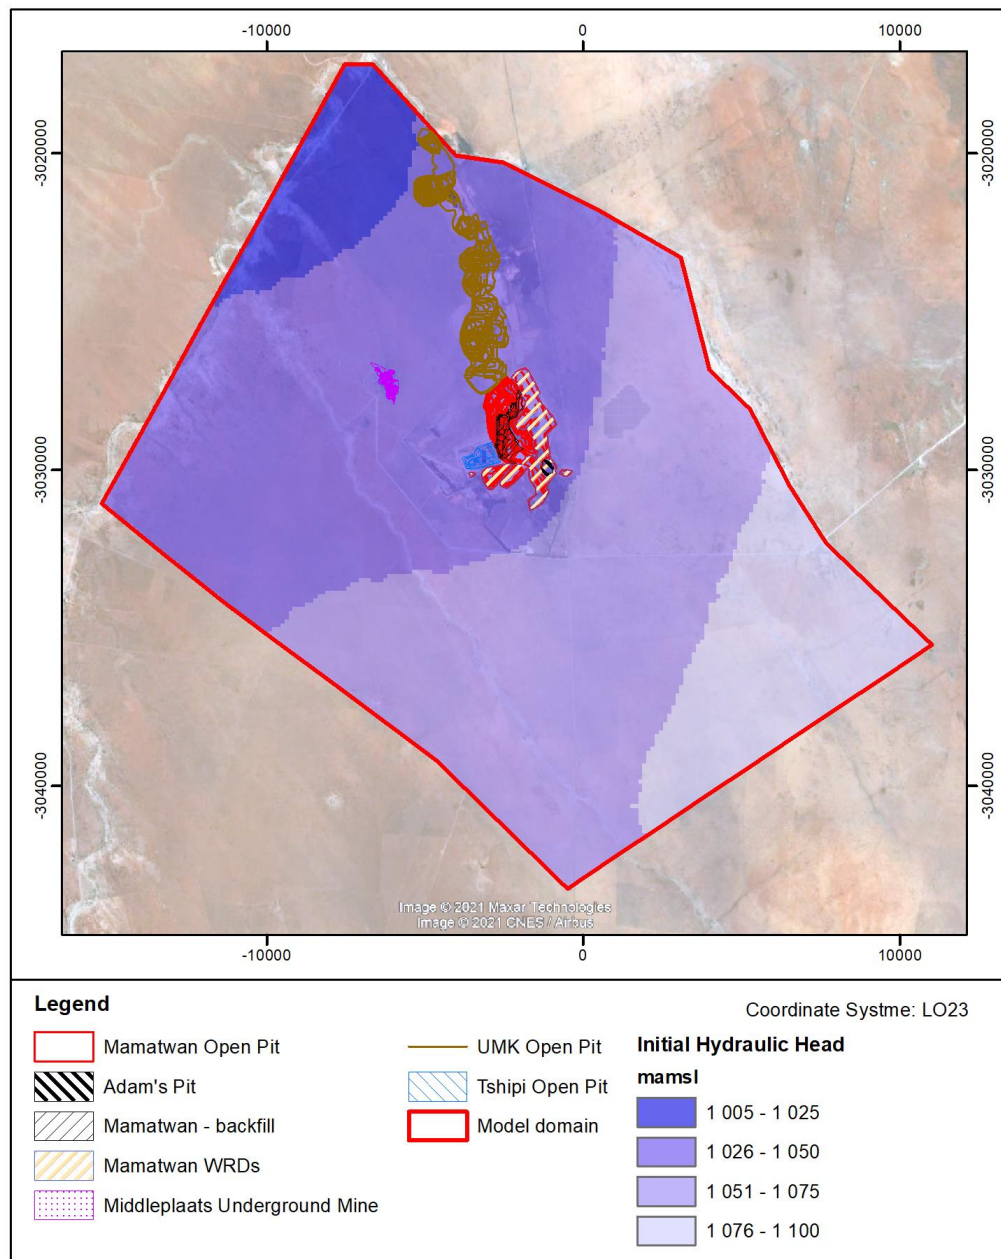 -10000 0 10000
-3020000 -3020000
-3030000 -3030000
-3040000 -3040000
Image © 2021 Maxar Technologies
Image © 2021 CNES / Airbus
-10000 0 10000
Legend
Mamatwan Open Pit
Adam's Pit
Mamatwan - backfill
Mamatwan WRDs
Middleplaats Underground Mine
UMK Open Pit
Tshipi Open Pit
Model domain
Coordinate Systme: LO23
Initial Hydraulic Head
mamsl
1 005 - 1 025
1 026 - 1 050
1 051 - 1 075
1 076 - 1 100